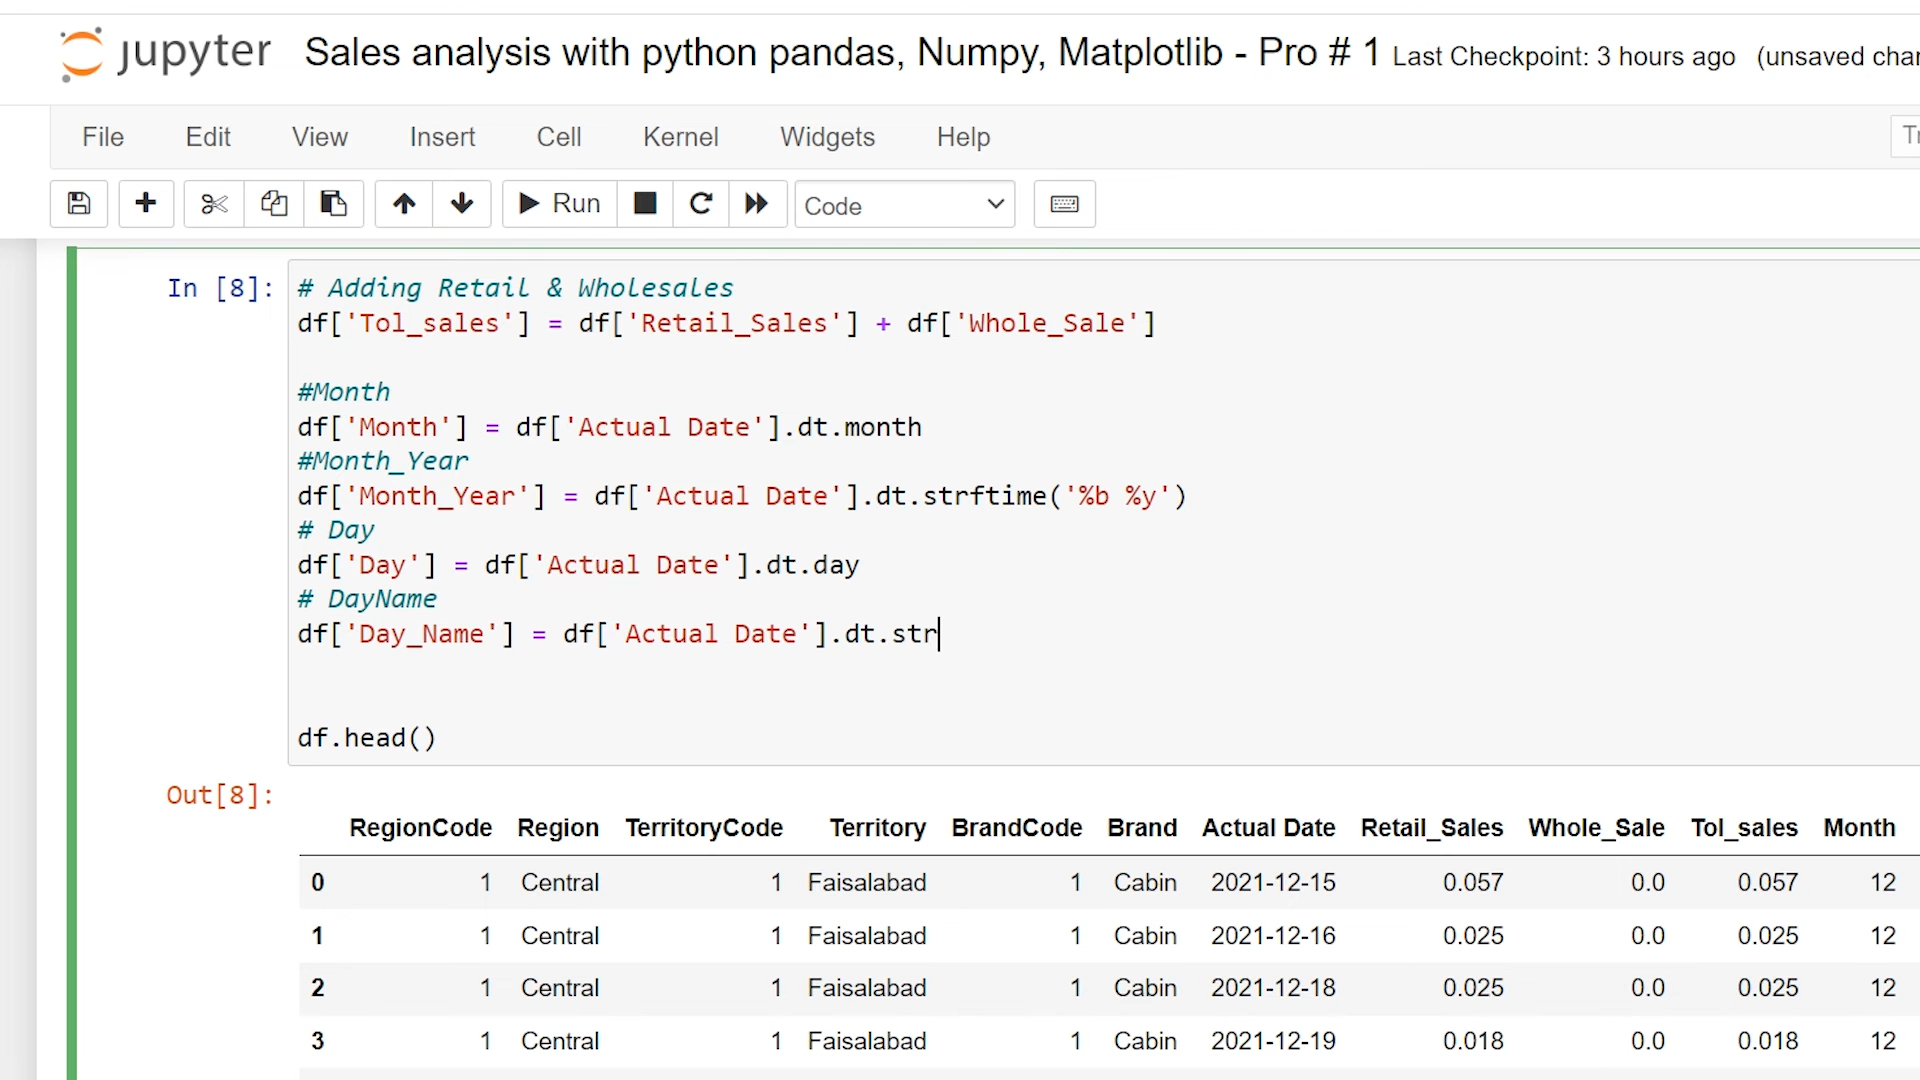 jupyter Sales analysis with python pandas, Numpy, Matplotlib - Pro # 1 Last Checkpoint: 3 hours ago (unsaved char
File Edit View Insert Cell Kernel Widgets Help Tr
Run Code
In [8]: # Adding Retail & Wholesales
df['Tol_sales'] = df['Retail_Sales'] + df['Whole_Sale']
#Month
df['Month'] = df['Actual Date'].dt.month
#Month_Year
df['Month_Year'] = df['Actual Date'].dt.strftime('%b %y')
# Day
df['Day'] = df['Actual Date'].dt.day
# DayName
df['Day_Name'] = df['Actual Date'].dt.str
df.head()
Out[8]:
RegionCode Region TerritoryCode Territory BrandCode Brand Actual Date Retail_Sales Whole_Sale Tol_sales Month
0 1 Central 1 Faisalabad 1 Cabin 2021-12-15 0.057 0.0 0.057 12
1 1 Central 1 Faisalabad 1 Cabin 2021-12-16 0.025 0.0 0.025 12
2 1 Central 1 Faisalabad 1 Cabin 2021-12-18 0.025 0.0 0.025 12
3 1 Central 1 Faisalabad 1 Cabin 2021-12-19 0.018 0.0 0.018 12